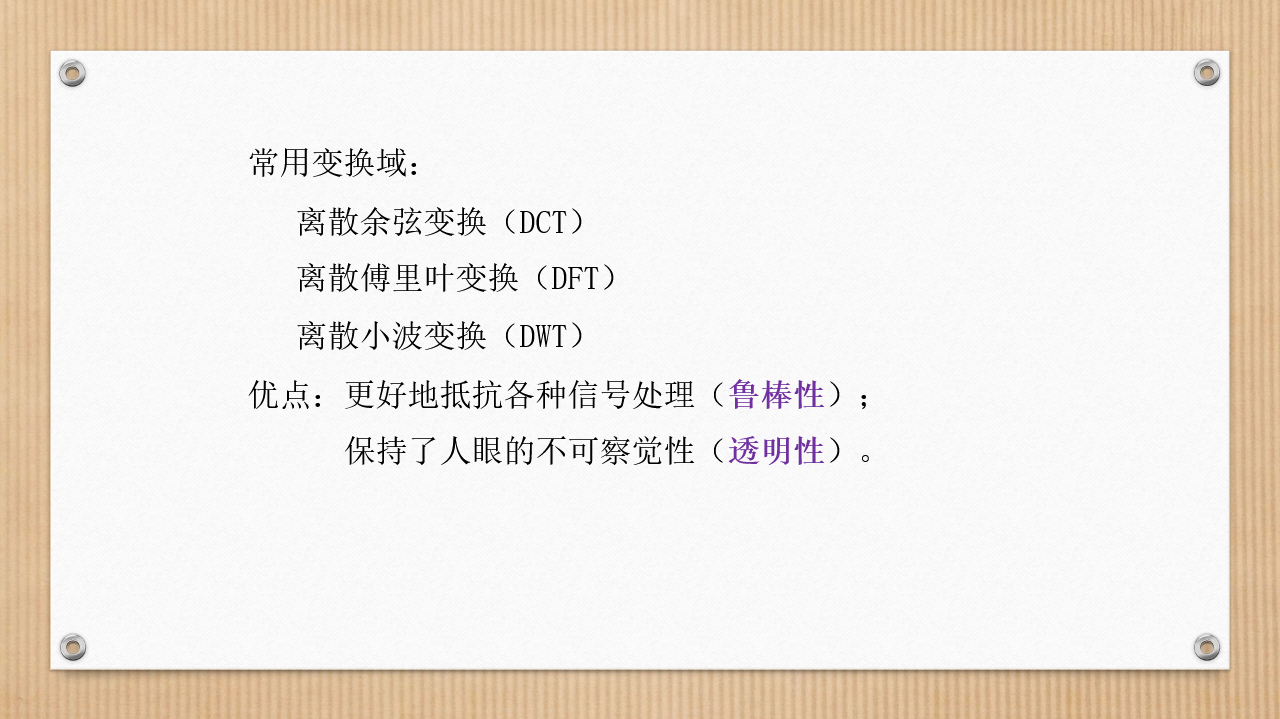 常用变换域：
离散余弦变换（DCT）
离散傅里叶变换（DFT）
离散小波变换（DWT）
优点：更好地抵抗各种信号处理（鲁棒性）；
保持了人眼的不可察觉性（透明性）。